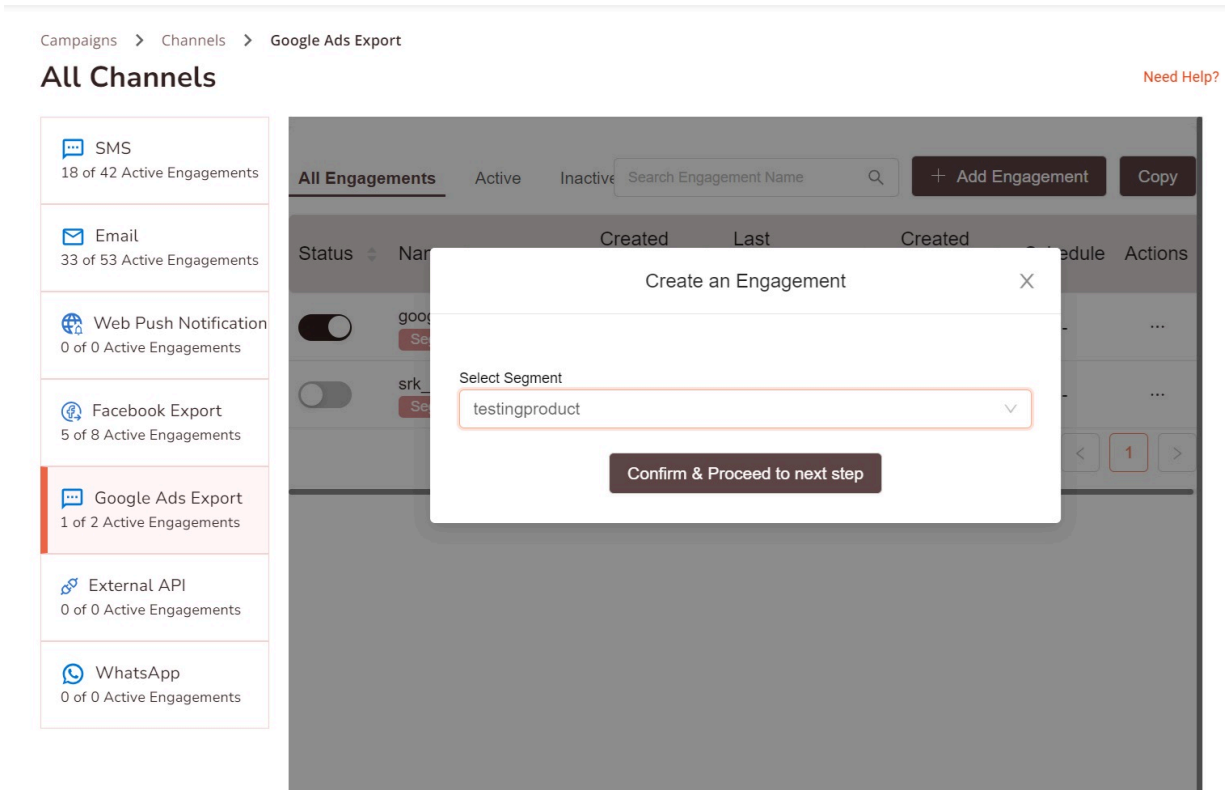 Campaigns > Channels > Google Ads Export
All Channels
Need Help?
SMS
18 of 42 Active Engagements
Email
33 of 53 Active Engagements
Web Push Notification
0 of 0 Active Engagements
Facebook Export
5 of 8 Active Engagements
Google Ads Export
1 of 2 Active Engagements
External API
0 of 0 Active Engagements
WhatsApp
0 of 0 Active Engagements
All Engagements Active Inactive Search Engagement Name + Add Engagement Copy
Status Created Last Created Actions
Create an Engagement
Select Segment
testingproduct
Confirm & Proceed to next step
< 1 >